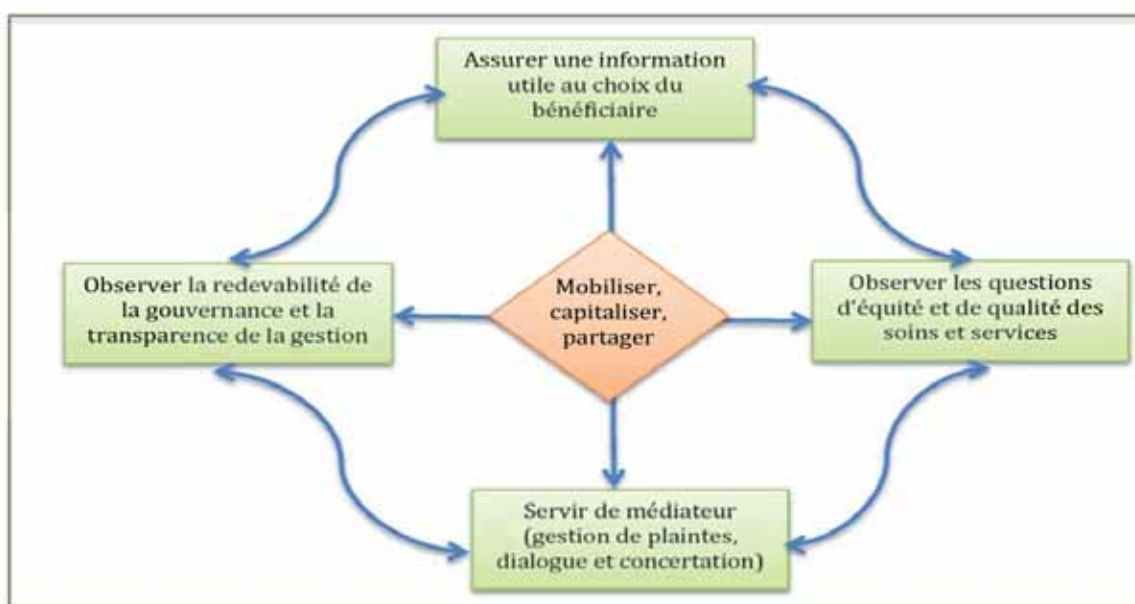 Assurer une information
utile au choix du
bénéficiaire
Observer la redevabilité de
la gouvernance et la
transparence de la gestion
Mobiliser,
capitaliser,
partager
Observer les questions
d'équité et de qualité des
soins et services
Servir de médiateur
(gestion de plaintes,
dialogue et concertation)